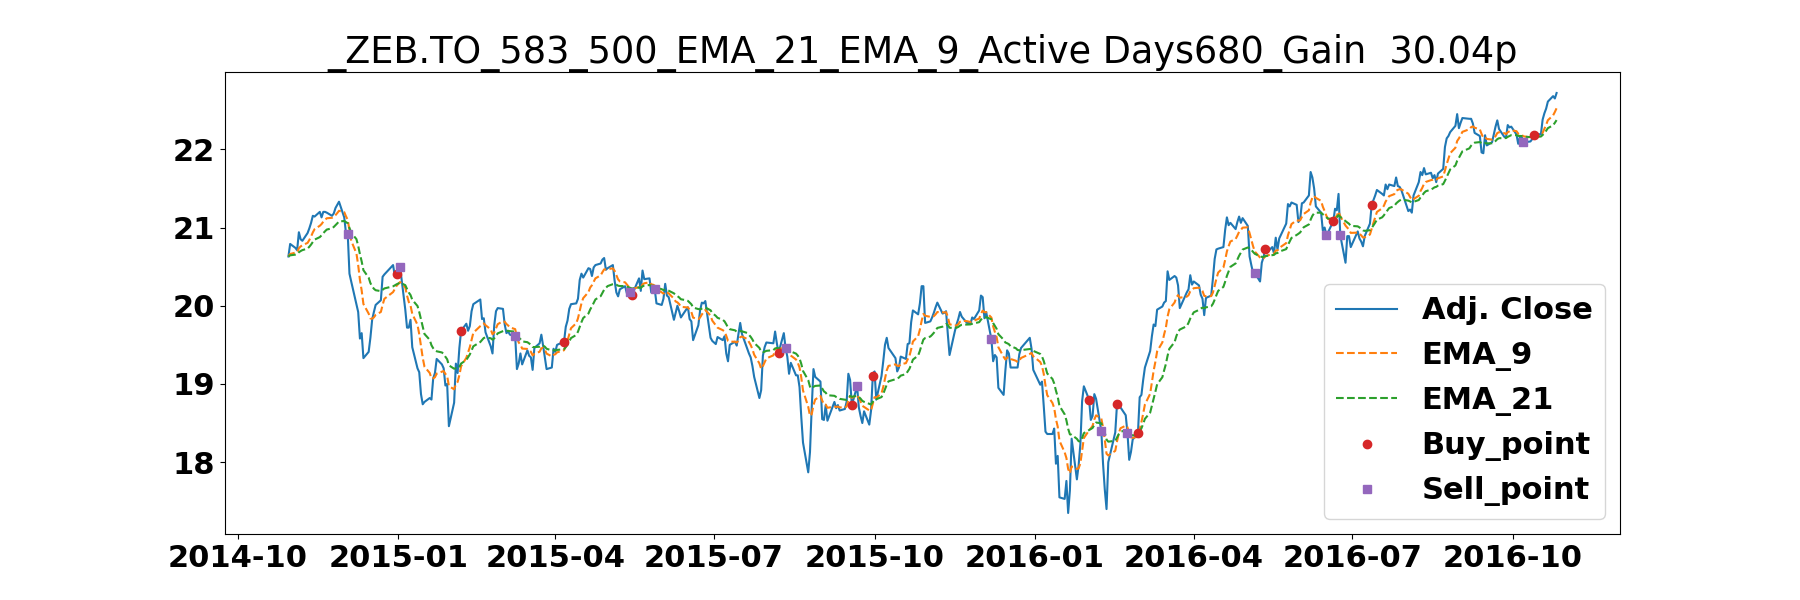 _ZEB.TO_583_500_EMA_21_EMA_9_Active Days680_Gain  30.04p
22
21
20
19
18
Adj. Close
EMA_9
EMA_21
Buy_point
Sell_point
2014-10 2015-01 2015-04 2015-07 2015-10 2016-01 2016-04 2016-07 2016-10